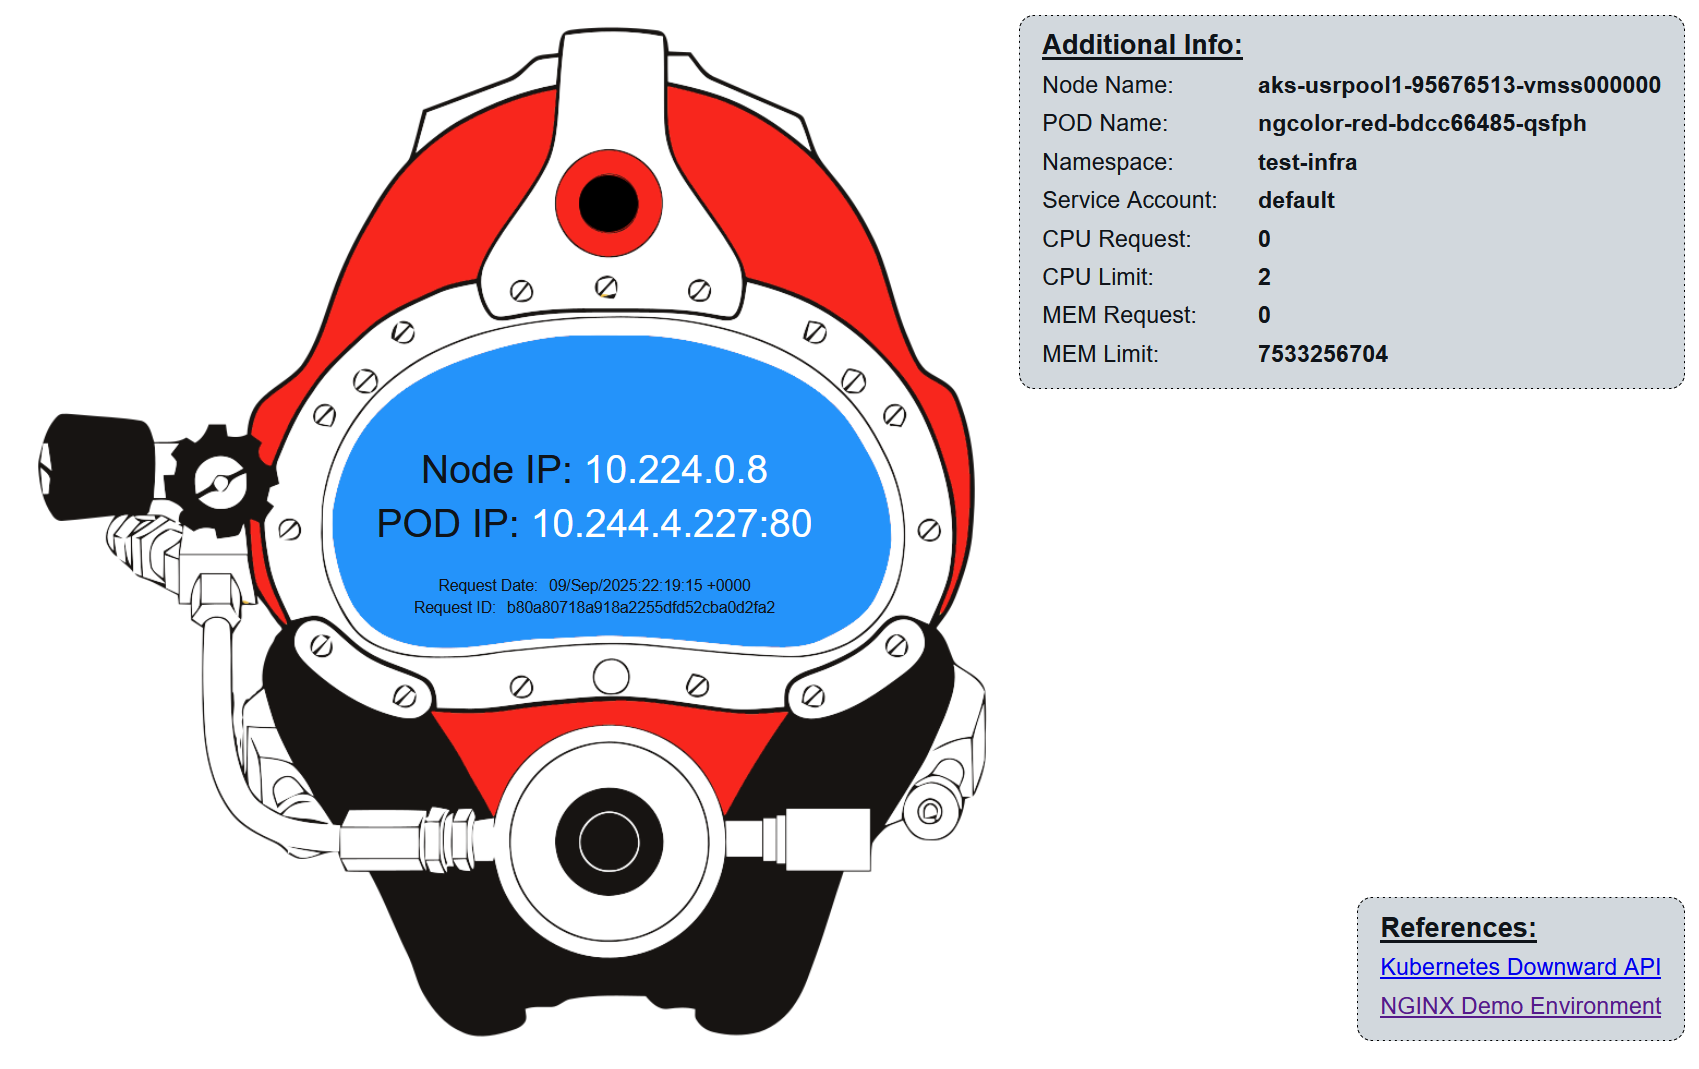 Additional Info:
Node Name: aks-usrpool1-95676513-vmss000000
POD Name: ngcolor-red-bdcc66485-qsfph
Namespace: test-infra
Service Account: default
CPU Request: 0
CPU Limit: 2
MEM Request: 0
MEM Limit: 7533256704
Node IP: 10.224.0.8
POD IP: 10.244.4.227:80
Request Date: 09/Sep/2025:22:19:15 +0000
Request ID: b80a80718a918a2255dfd52cba0d2fa2
References:
Kubernetes Downward API
NGINX Demo Environment